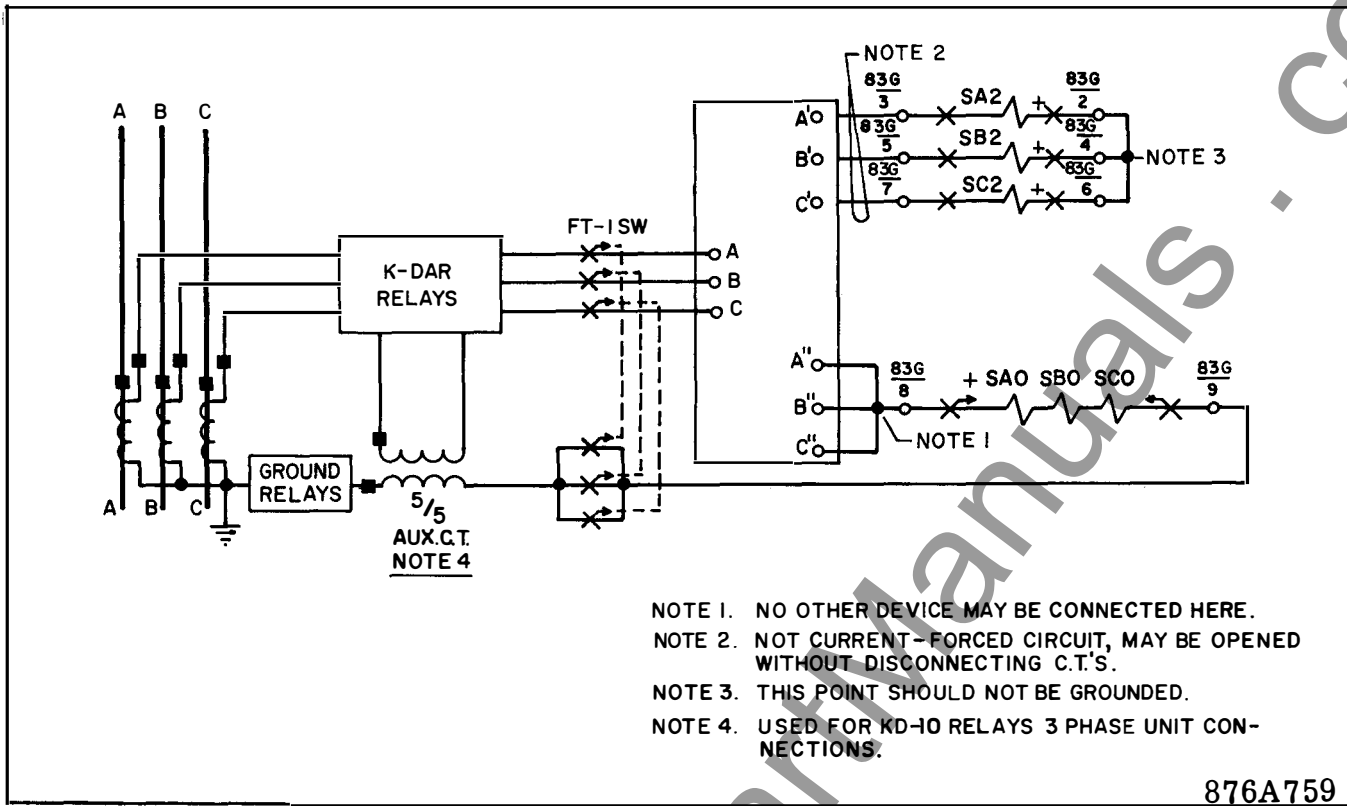 NOTE 2
83G
3
SA2
+
83G
2
A B C
A'
83G
5
SB2
+
83G
4
B'
NOTE 3
83G
7
SC2
+
83G
6
C'
FT-1 SW
K-DAR
RELAYS
A
B
C
A"
83G
8
+ SAO SBO SCO
83G
9
B"
NOTE 1
C"
GROUND
RELAYS
A B C
5/5
AUX.C.T.
NOTE 4
NOTE 1. NO OTHER DEVICE MAY BE CONNECTED HERE.
NOTE 2. NOT CURRENT-FORCED CIRCUIT, MAY BE OPENED
WITHOUT DISCONNECTING C.T.'S.
NOTE 3. THIS POINT SHOULD NOT BE GROUNDED.
NOTE 4. USED FOR KD-10 RELAYS 3 PHASE UNIT CON-
NECTIONS.
876A759
artManuals . co